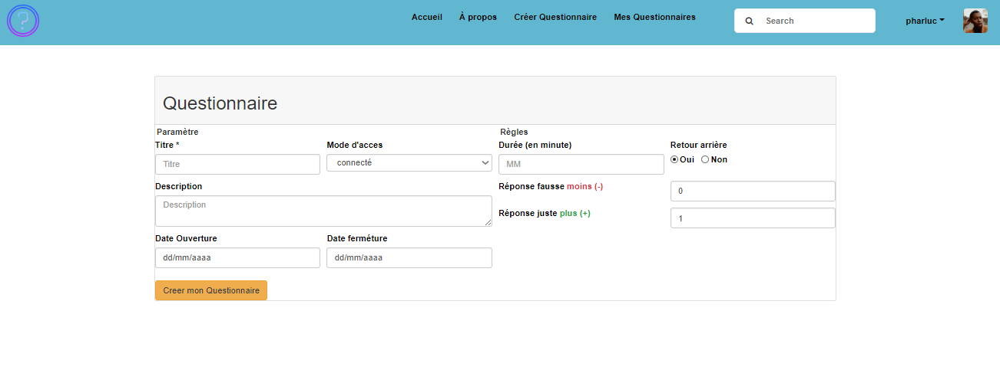 ?
Accueil À propos Créer Questionnaire Mes Questionnaires Search pharluc
Questionnaire
Paramètre Règles
Titre * Mode d'acces Durée (en minute) Retour arrière
Titre connecté MM Oui Non
Description Réponse fausse moins (-) 0
Description Réponse juste plus (+) 1
Date Ouverture Date ferméture
dd/mm/aaaa dd/mm/aaaa
Creer mon Questionnaire